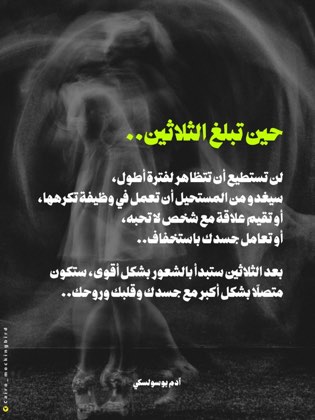 حين تبلغ الثلاثين..
لن تستطيع أن تتظاهر لفترة أطول،
سيغدو من المستحيل أن تعمل في وظيفة تكرهها،
أو تقيم علاقة مع شخص لا تحبه،
أو تعامل جسدك باستخفاف..
بعد الثلاثين ستبدأ بالشعور بشكل أقوى، ستكون
متصلًا بشكل أكبر مع جسدك وقلبك وروحك..
آدم بوسولسكي
cairo_mockingbird